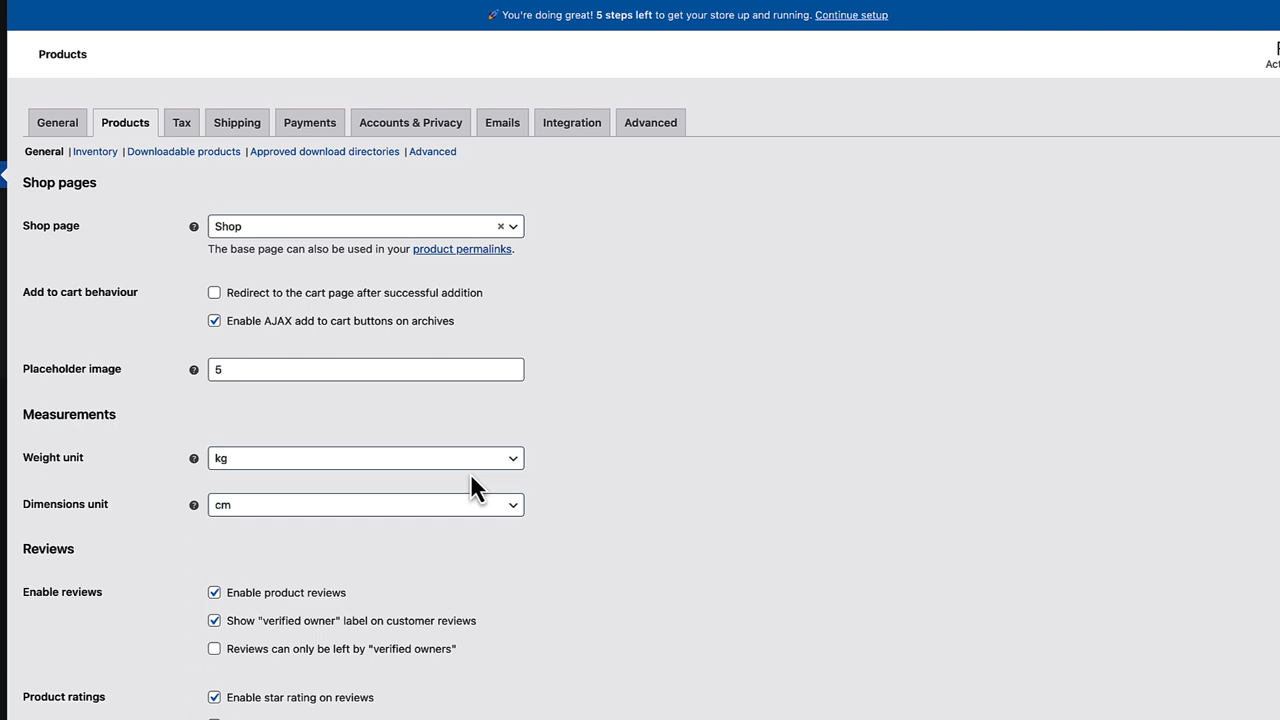 🚀 You're doing great! 5 steps left to get your store up and running. Continue setup
Products
Act
General Products Tax Shipping Payments Accounts & Privacy Emails Integration Advanced
General | Inventory | Downloadable products | Approved download directories | Advanced
Shop pages
Shop page Shop
The base page can also be used in your product permalinks.
Add to cart behaviour Redirect to the cart page after successful addition
Enable AJAX add to cart buttons on archives
Placeholder image 5
Measurements
Weight unit kg
Dimensions unit cm
Reviews
Enable reviews Enable product reviews
Show "verified owner" label on customer reviews
Reviews can only be left by "verified owners"
Product ratings Enable star rating on reviews